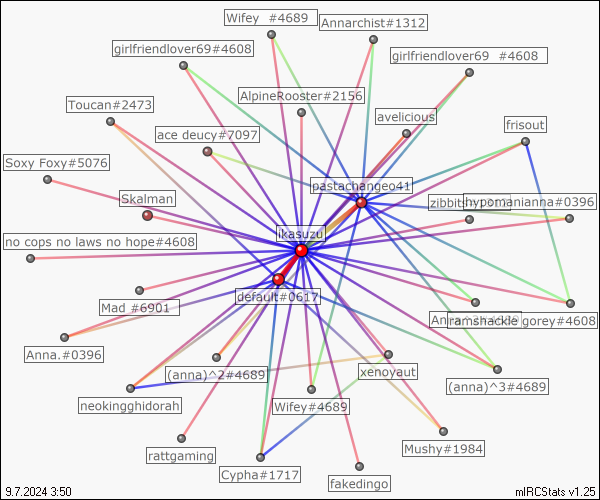 Wifey #4689
Annarchist#1312
girlfriendlover69#4608
girlfriendlover69 #4608
AlpineRooster#2156
Toucan#2473
avelicious
frisout
ace deucy#7097
Soxy Foxy#5076
pastachangeo41
Skalman
hypomanianna#0396
ikasuzu
no cops no laws no hope#4608
default#0617
Mad #6901
ramshackle gorey#4608
Anna.#0396
xenoyaut
(anna)^2#4689
(anna)^3#4689
neokingghidorah
Wifey#4689
Mushy#1984
rattgaming
Cypha#1717
fakedingo
9.7.2024 3:50
mIRCStats v1.25